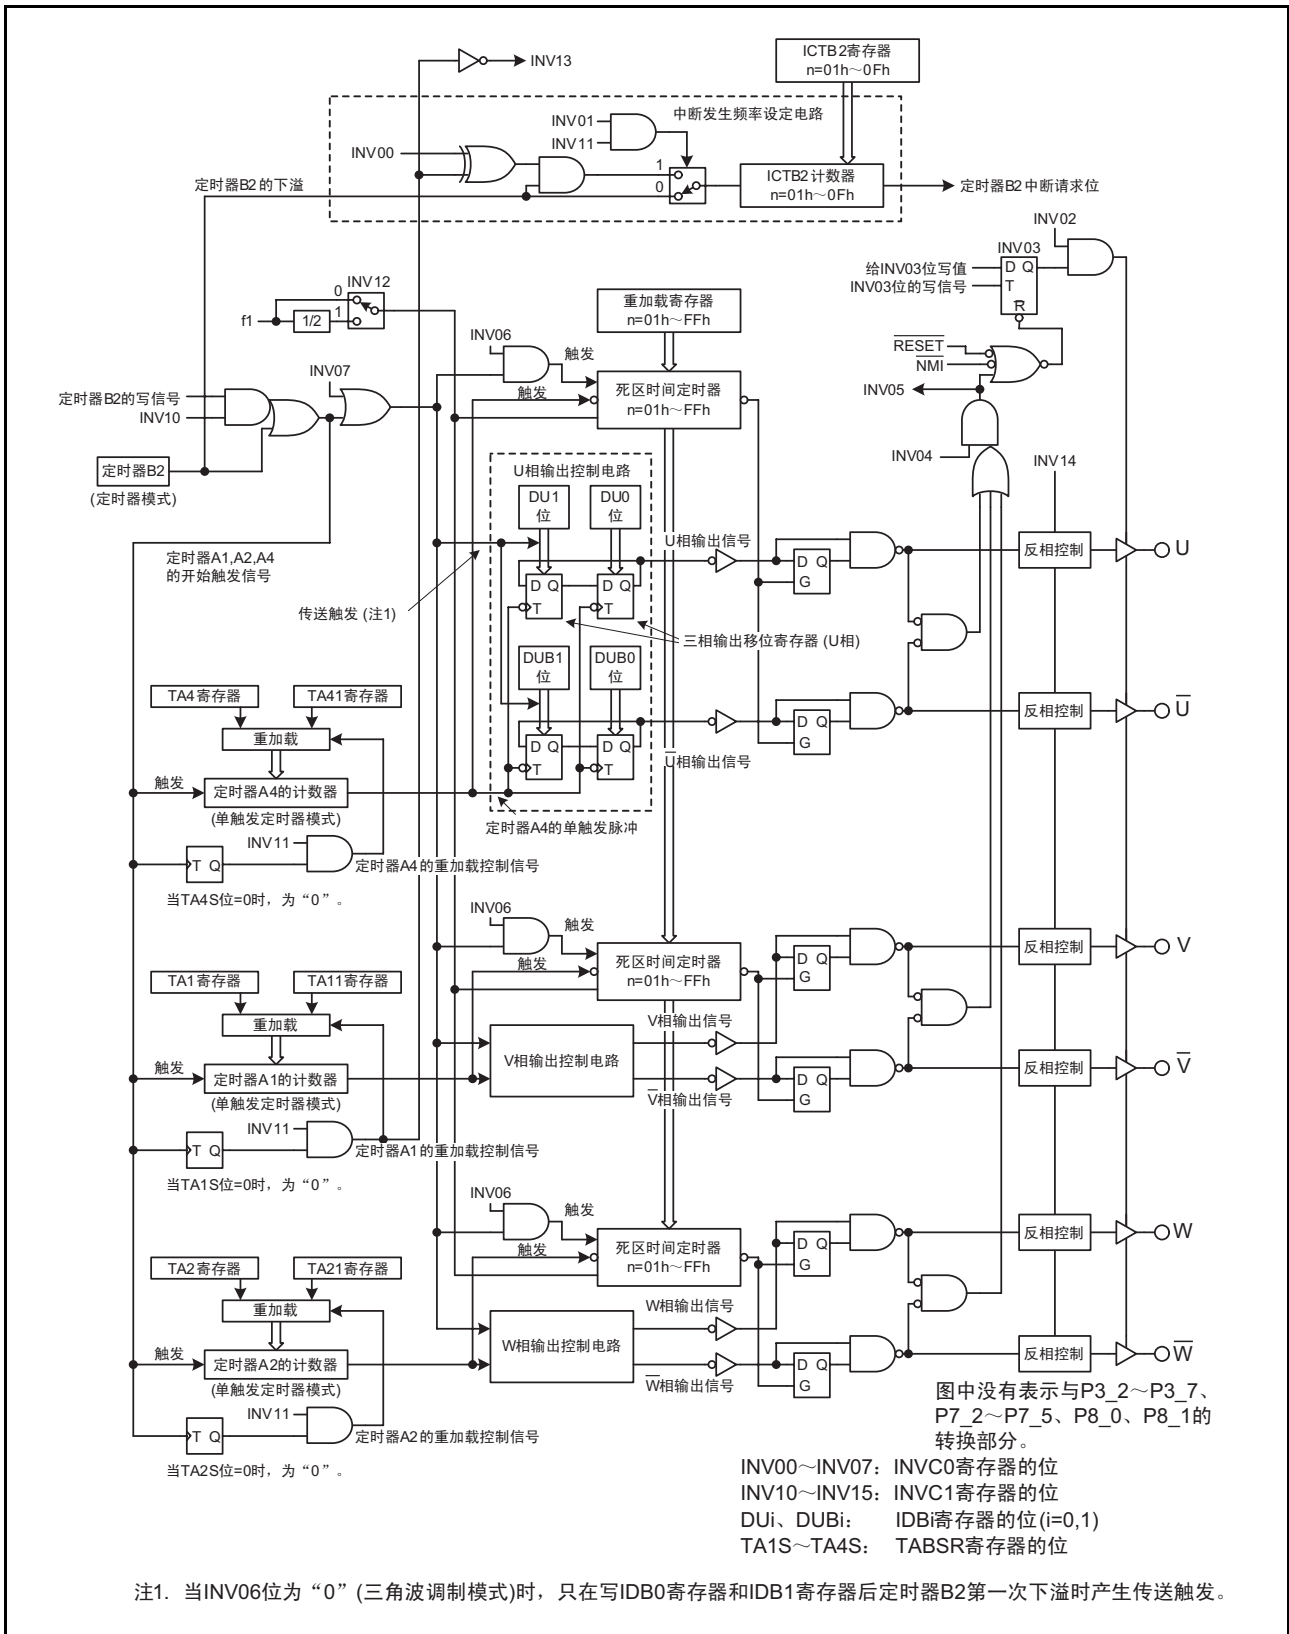 INV13
ICTB2寄存器
n=01h～0Fh
中断发生频率设定电路
INV01
INV11
INV00
1
0
ICTB2计数器
n=01h～0Fh
定时器B2的下溢
定时器B2中断请求位
INV02
INV03
给INV03位写值
INV03位的写信号
D Q
T
R̅
INV12
0
1
f1
1/2
重加载寄存器
n=01h～FFh
INV06
触发
触发
死区时间定时器
n=01h～FFh
R̅E̅S̅E̅T̅
N̅M̅I̅
INV05
INV04
INV14
INV07
定时器B2的写信号
INV10
定时器B2
(定时器模式)
U相输出控制电路
DU1
位
DU0
位
U相输出信号
D Q
T
D Q
T
D Q
G
反相控制
U
定时器A1,A2,A4
的开始触发信号
传送触发 (注1)
三相输出移位寄存器 (U相)
DUB1
位
DUB0
位
D Q
T
D Q
T
U̅相输出信号
D Q
G
反相控制
U̅
TA4寄存器
TA41寄存器
重加载
触发
定时器A4的计数器
(单触发定时器模式)
定时器A4的单触发脉冲
INV11
T Q
定时器A4的重加载控制信号
当TA4S位=0时，为“0”。
INV06
触发
触发
死区时间定时器
n=01h～FFh
D Q
G
反相控制
V
TA1寄存器
TA11寄存器
重加载
触发
定时器A1的计数器
(单触发定时器模式)
V相输出控制电路
V相输出信号
V̅相输出信号
D Q
G
反相控制
V̅
INV11
T Q
定时器A1的重加载控制信号
当TA1S位=0时，为“0”。
INV06
触发
触发
死区时间定时器
n=01h～FFh
D Q
G
反相控制
W
TA2寄存器
TA21寄存器
重加载
触发
定时器A2的计数器
(单触发定时器模式)
W相输出控制电路
W相输出信号
W̅相输出信号
D Q
G
反相控制
W̅
INV11
T Q
定时器A2的重加载控制信号
当TA2S位=0时，为“0”。
图中没有表示与P3_2～P3_7、
P7_2～P7_5、P8_0、P8_1的
转换部分。
INV00～INV07：INVC0寄存器的位
INV10～INV15：INVC1寄存器的位
DUi、DUBi： IDBi寄存器的位(i=0,1)
TA1S～TA4S： TABSR寄存器的位
注1. 当INV06位为“0”(三角波调制模式)时，只在写IDB0寄存器和IDB1寄存器后定时器B2第一次下溢时产生传送触发。